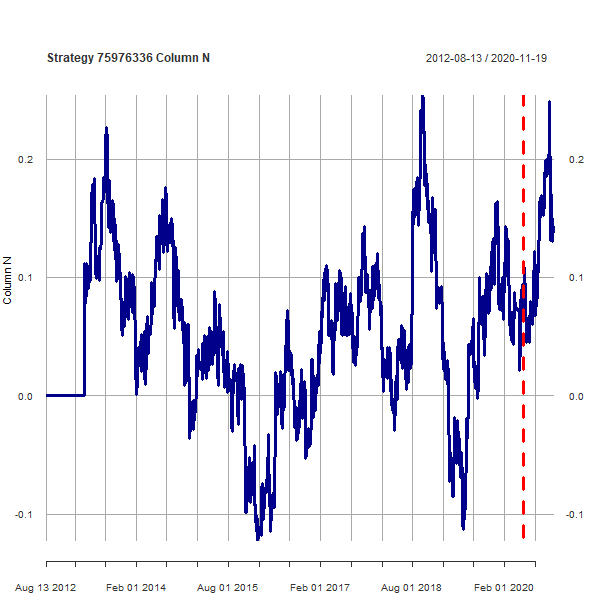 Strategy 75976336 Column N
2012-08-13 / 2020-11-19
Column N
0.2
0.1
0.0
-0.1
0.2
0.1
0.0
-0.1
Aug 13 2012
Feb 01 2014
Aug 01 2015
Feb 01 2017
Aug 01 2018
Feb 01 2020